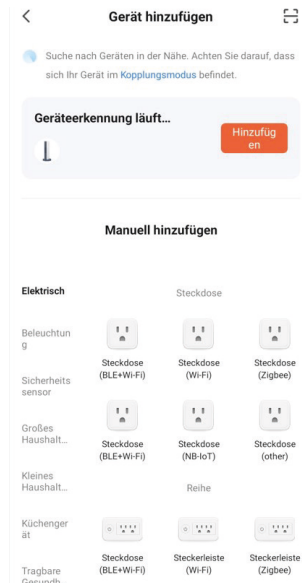 Gerät hinzufügen
Suche nach Geräten in der Nähe. Achten Sie darauf, dass
sich Ihr Gerät im Kopplungsmodus befindet.
Geräteerkennung läuft...
Hinzufüg
en
Manuell hinzufügen
Elektrisch
Beleuchtun
g
Sicherheits
sensor
Großes
Haushalt...
Kleines
Haushalt...
Küchenger
ät
Tragbare
Gesundh
Steckdose
Steckdose
(BLE+Wi-Fi)
Steckdose
(Wi-Fi)
Steckdose
(Zigbee)
Steckdose
(BLE+Wi-Fi)
Steckdose
(NB-IoT)
Steckdose
(other)
Reihe
Steckdose
(BLE+Wi-Fi)
Steckerleiste
(Wi-Fi)
Steckerleiste
(Zigbee)